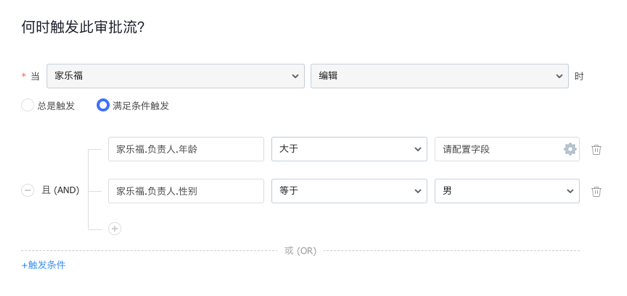 何时触发此审批流?
* 当 家乐福 编辑 时
总是触发 满足条件触发
家乐福.负责人.年龄 大于 请配置字段
且 (AND) 家乐福.负责人.性别 等于 男
或 (OR)
+触发条件